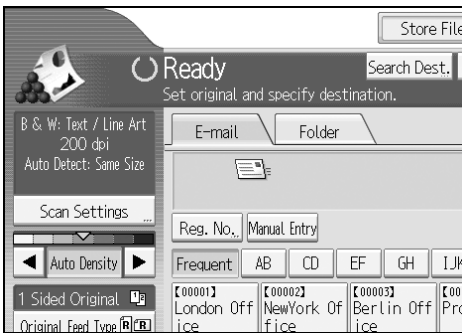 Store File
Ready
Search Dest.
Set original and specify destination.
B & W: Text / Line Art
200 dpi
Auto Detect: Same Size
E-mail
Folder
Scan Settings
Reg. No.
Manual Entry
Auto Density
Frequent
AB
CD
EF
GH
IJK
1 Sided Original
[00001]
London Off
ice
[00002]
NewYork Of
fice
[00003]
Berlin Off
ice
[00
Pro
Original Feed Type